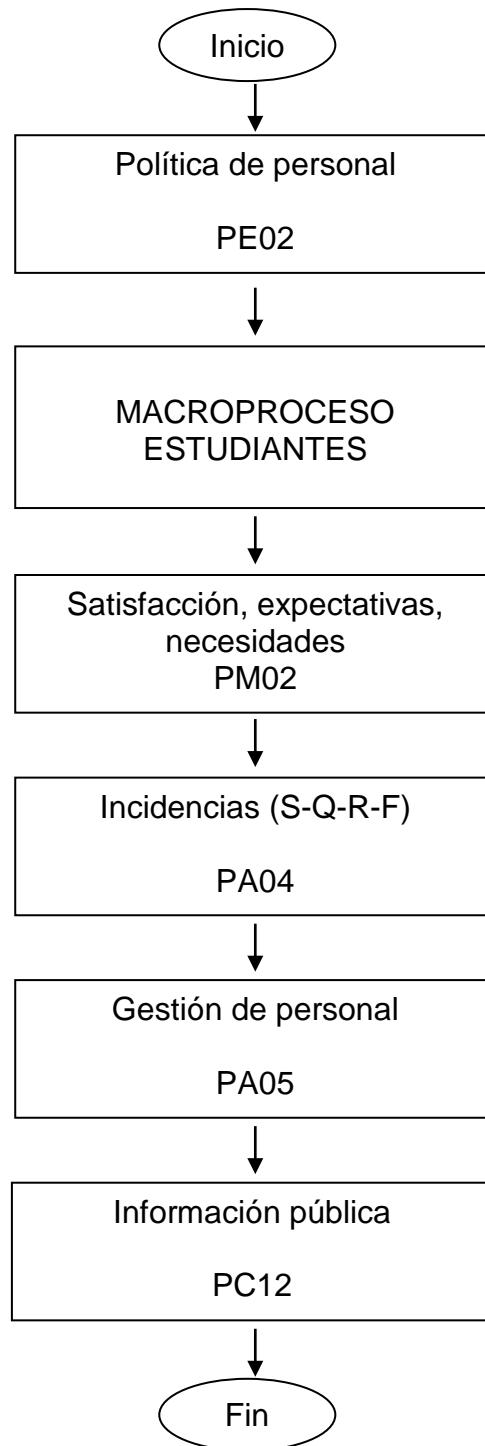 Inicio
Política de personal
PE02
MACROPROCESO
ESTUDIANTES
Satisfacción, expectativas,
necesidades
PM02
Incidencias (S-Q-R-F)
PA04
Gestión de personal
PA05
Información pública
PC12
Fin